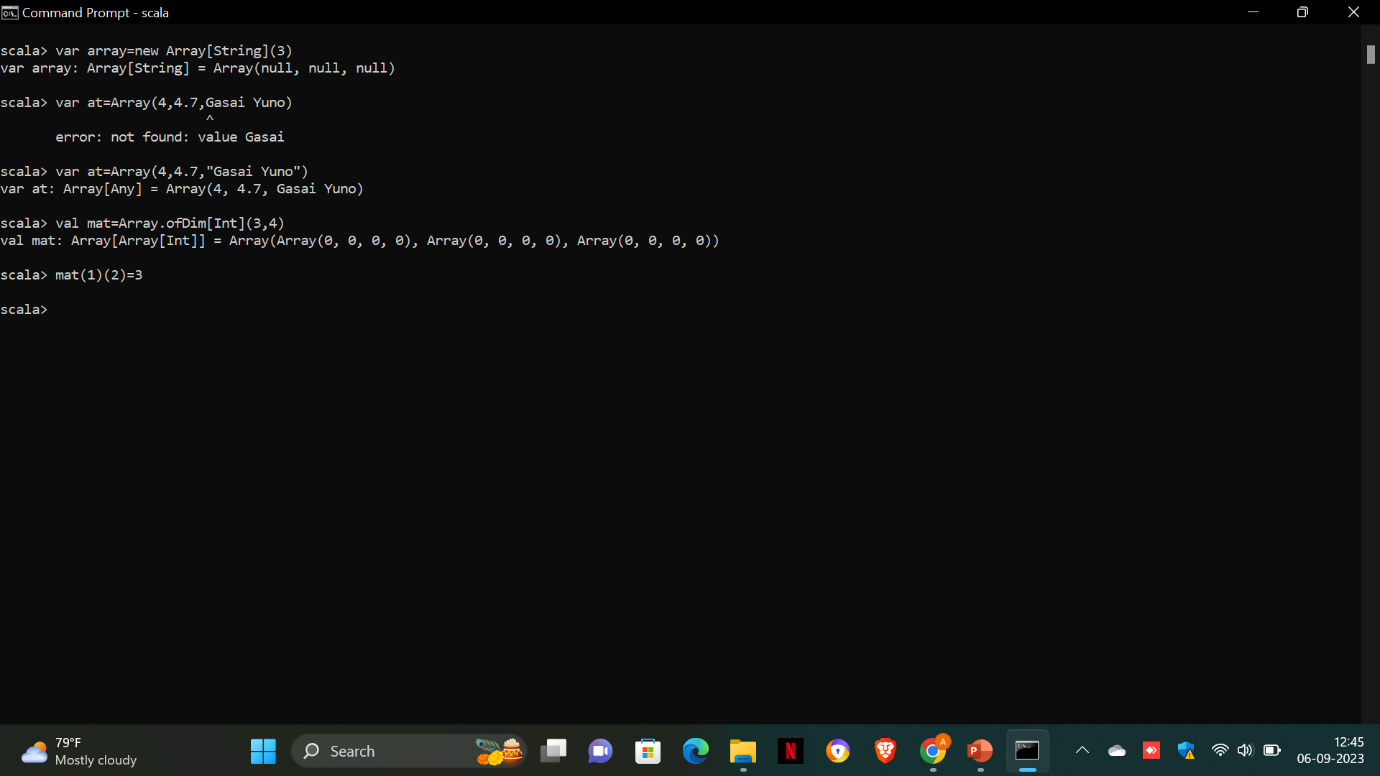 Command Prompt - scala
scala> var array=new Array[String](3)
var array: Array[String] = Array(null, null, null)
scala> var at=Array(4,4.7,Gasai Yuno)
^
error: not found: value Gasai
scala> var at=Array(4,4.7,"Gasai Yuno")
var at: Array[Any] = Array(4, 4.7, Gasai Yuno)
scala> val mat=Array.ofDim[Int](3,4)
val mat: Array[Array[Int]] = Array(Array(0, 0, 0, 0), Array(0, 0, 0, 0), Array(0, 0, 0, 0))
scala> mat(1)(2)=3
scala>
79°F
Mostly cloudy
Search
12:45
06-09-2023